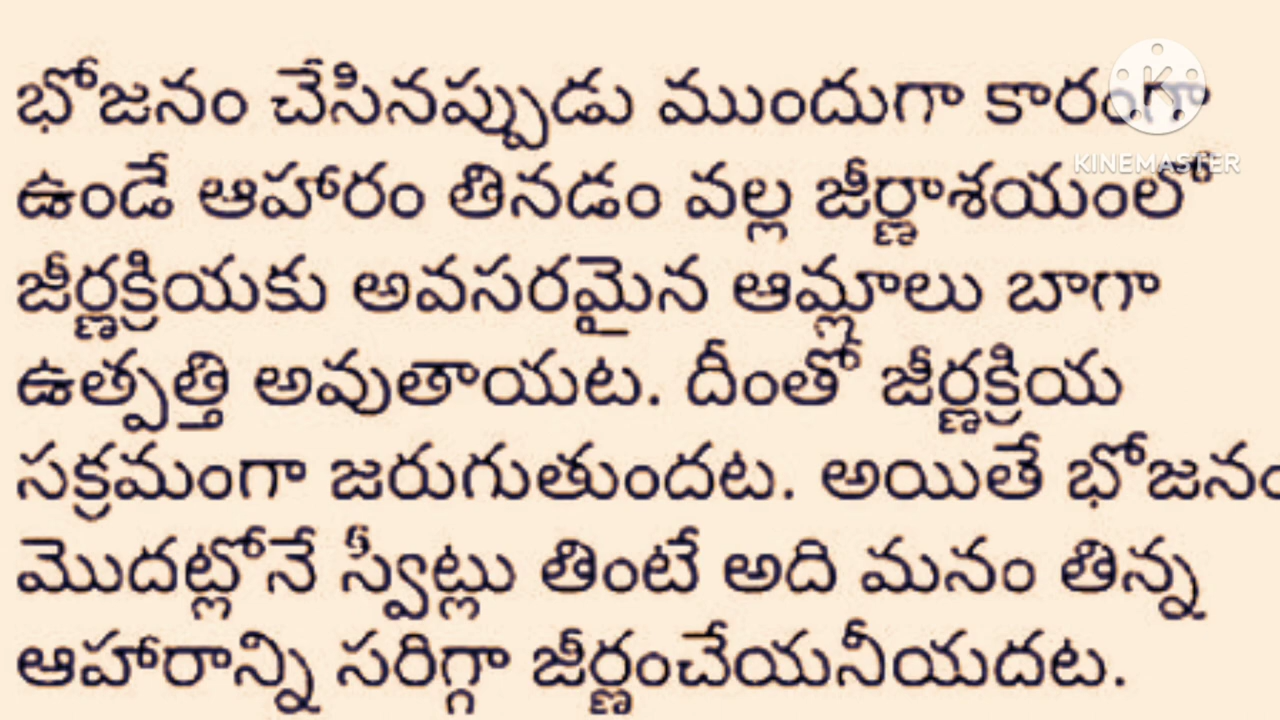 భోజనం చేసినప్పుడు ముందుగా కారంగా
ఉండే ఆహారం తినడం వల్ల జీర్ణాశయంలో
జీర్ణక్రియకు అవసరమైన ఆమ్లాలు బాగా
ఉత్పత్తి అవుతాయట. దీంతో జీర్ణక్రియ
సక్రమంగా జరుగుతుందట. అయితే భోజనం
మొదట్లోనే స్వీట్లు తింటే అది మనం తిన్న
ఆహారాన్ని సరిగ్గా జీర్ణంచేయనీయదట.
KINEMASTER